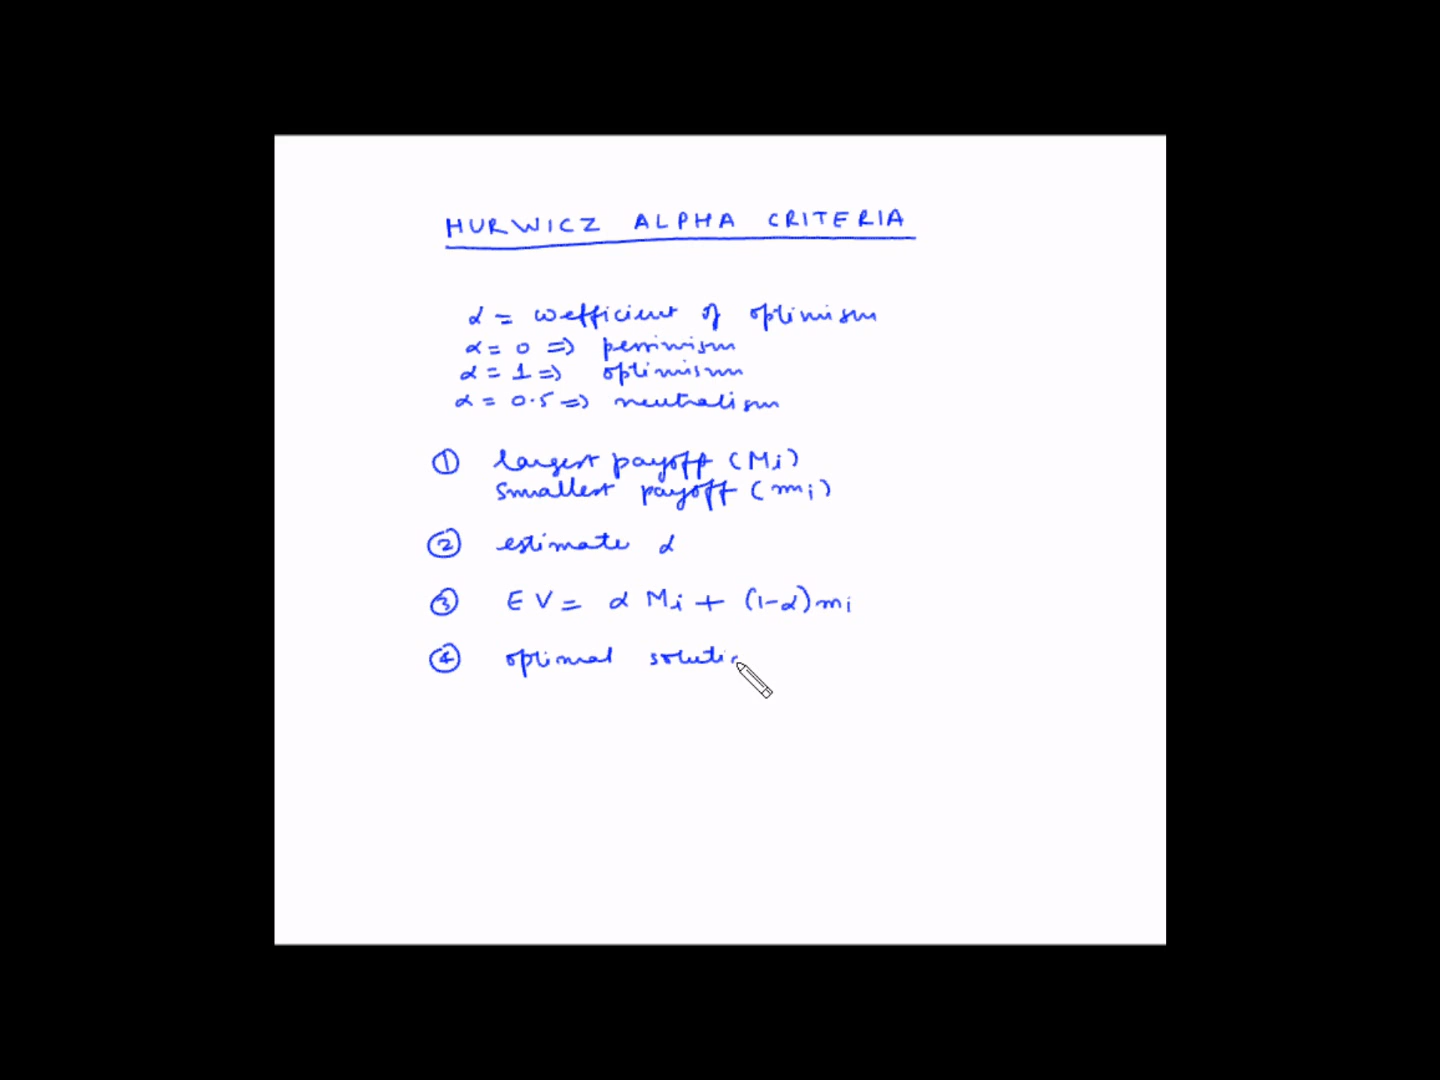 HURWICZ ALPHA CRITERIA
α = coefficient of optimism
α = 0 => pessimism
α = 1 => optimism
α = 0.5 => neutralism
① largest payoff (Mi)
smallest payoff (mi)
② estimate α
③ EV = α Mi + (1-α)mi
④ optimal soluti